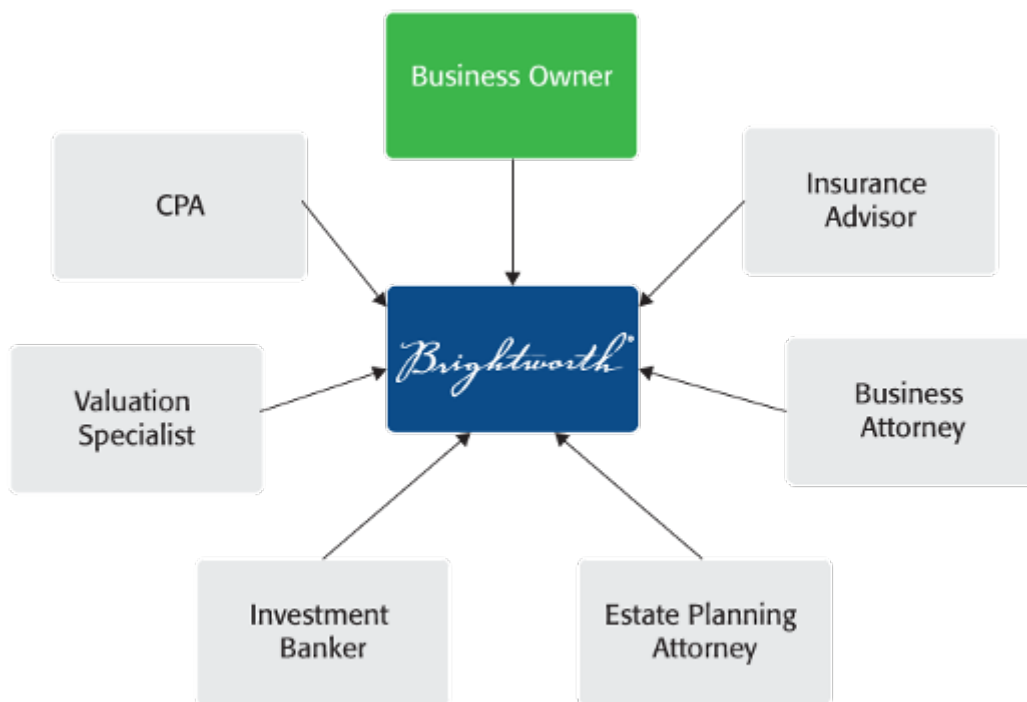 Business Owner
CPA
Insurance
Advisor
Brightworth®
Valuation
Specialist
Business
Attorney
Investment
Banker
Estate Planning
Attorney